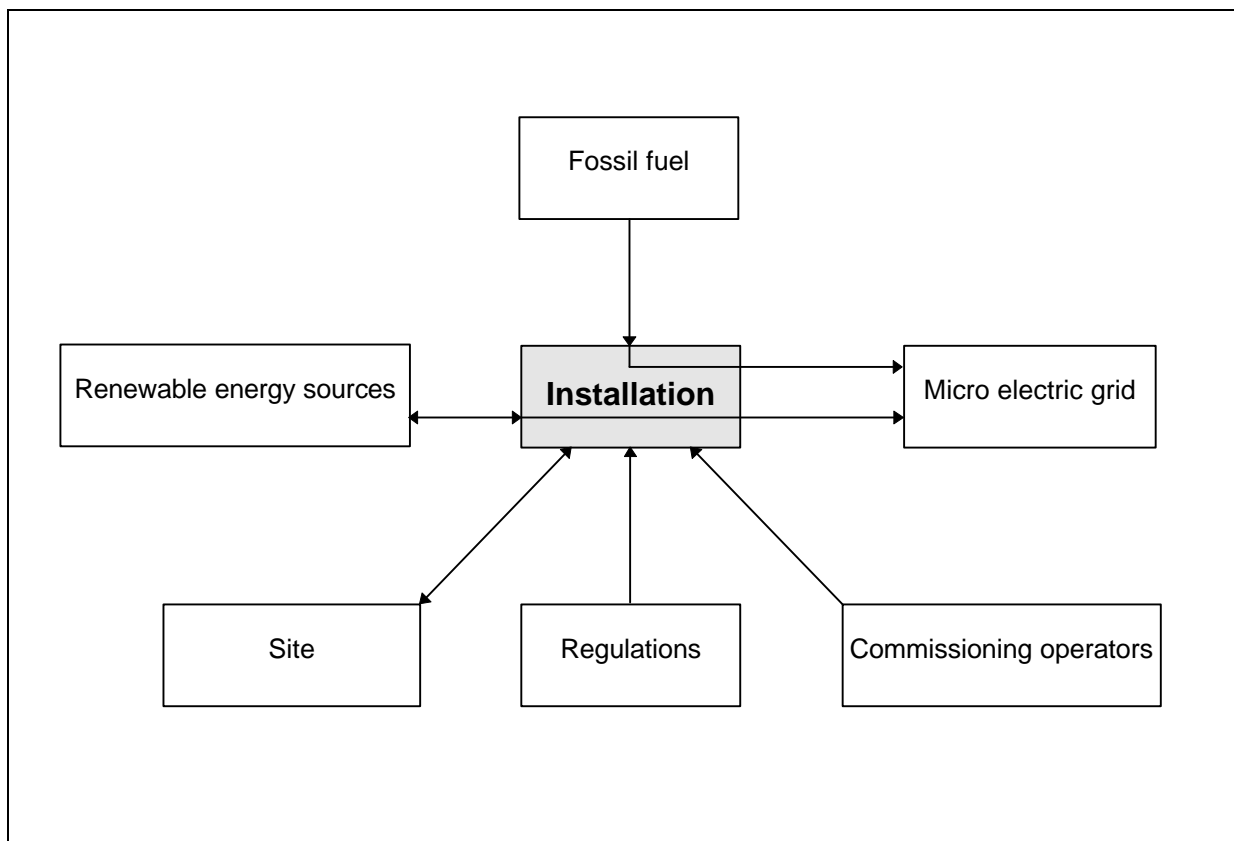 Fossil fuel
Renewable energy sources
Installation
Micro electric grid
Site
Regulations
Commissioning operators